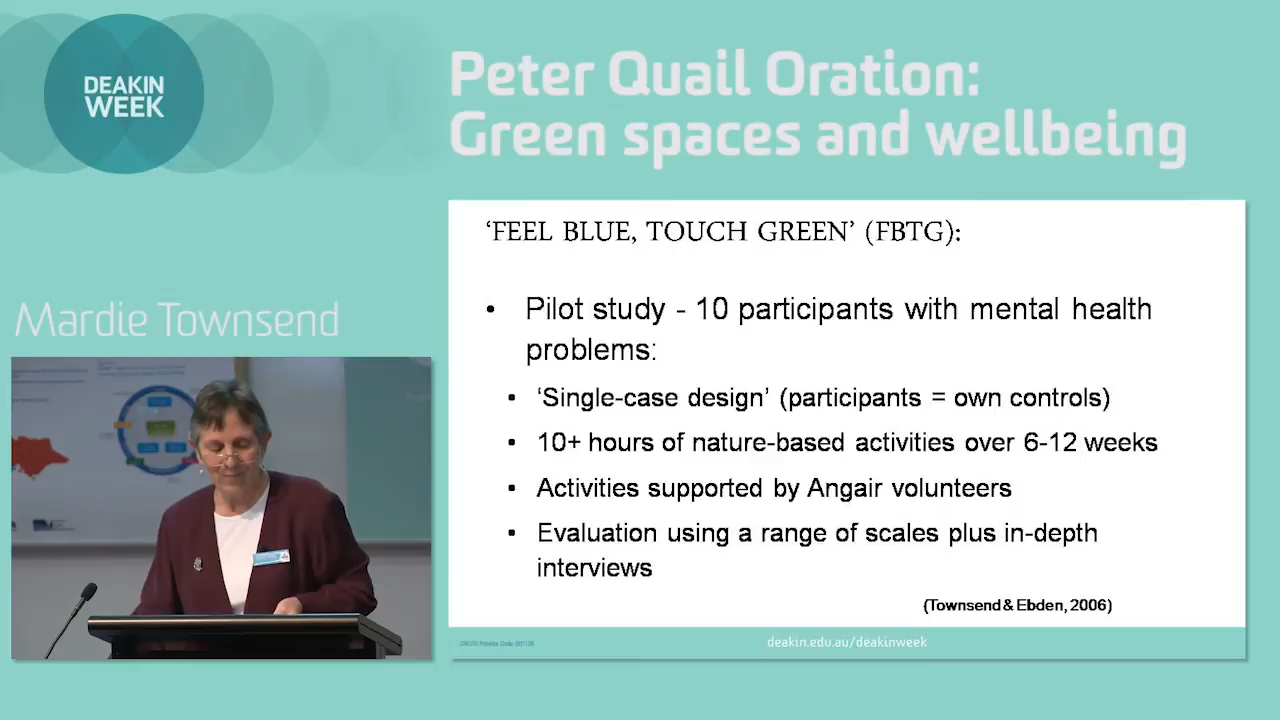 DEAKIN
WEEK
Peter Quail Oration:
Green spaces and wellbeing
Mardie Townsend
‘FEEL BLUE, TOUCH GREEN’ (FBTG):
• Pilot study - 10 participants with mental health
problems:
• ‘Single-case design’ (participants = own controls)
• 10+ hours of nature-based activities over 6-12 weeks
• Activities supported by Angair volunteers
• Evaluation using a range of scales plus in-depth
interviews
(Townsend & Ebden, 2006)
deakin.edu.au/deakinweek